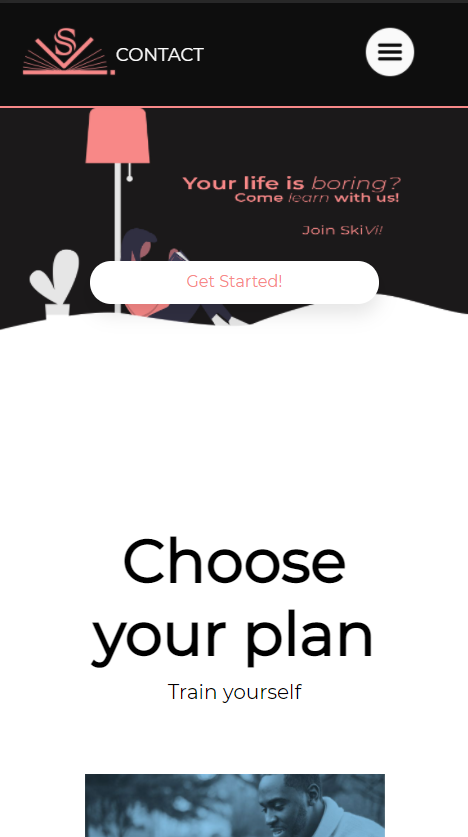 S
CONTACT
Your life is boring?
Come learn with us!
Join SkiVi!
Get Started!
Choose
your plan
Train yourself